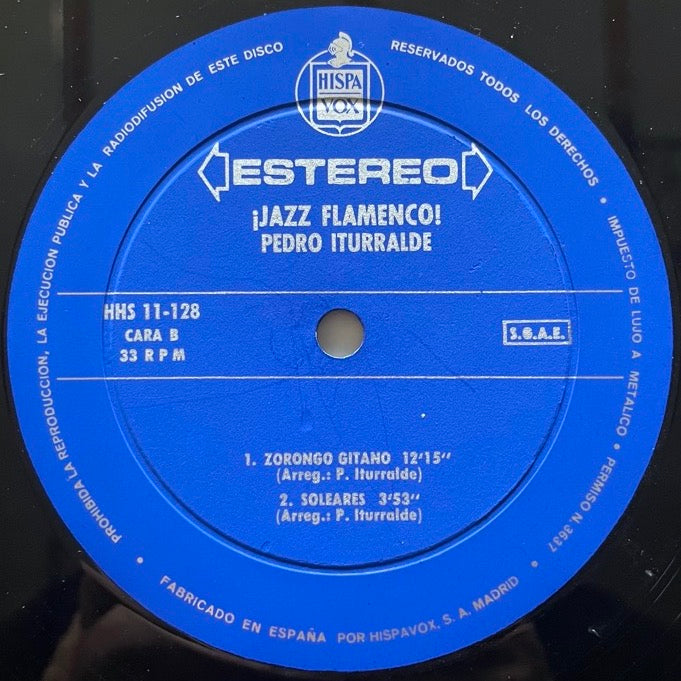 PROHIBIDA LA REPRODUCCION, LA EJECUCION PUBLICA Y LA RADIODIFUSION DE ESTE DISCO
RESERVADOS TODOS LOS DERECHOS • IMPUESTO DE LUJO A METALICO • PERMISO N. 3637
HISPA
VOX
ESTEREO
¡JAZZ FLAMENCO!
PEDRO ITURRALDE
HHS 11-128
CARA B
33 R P M
S.G.A.E.
1. ZORONGO GITANO 12'15"
(Arreg.: P. Iturralde)
2. SOLEARES 3'53"
(Arreg.: P. Iturralde)
• FABRICADO EN ESPAÑA POR HISPAVOX, S. A. MADRID •